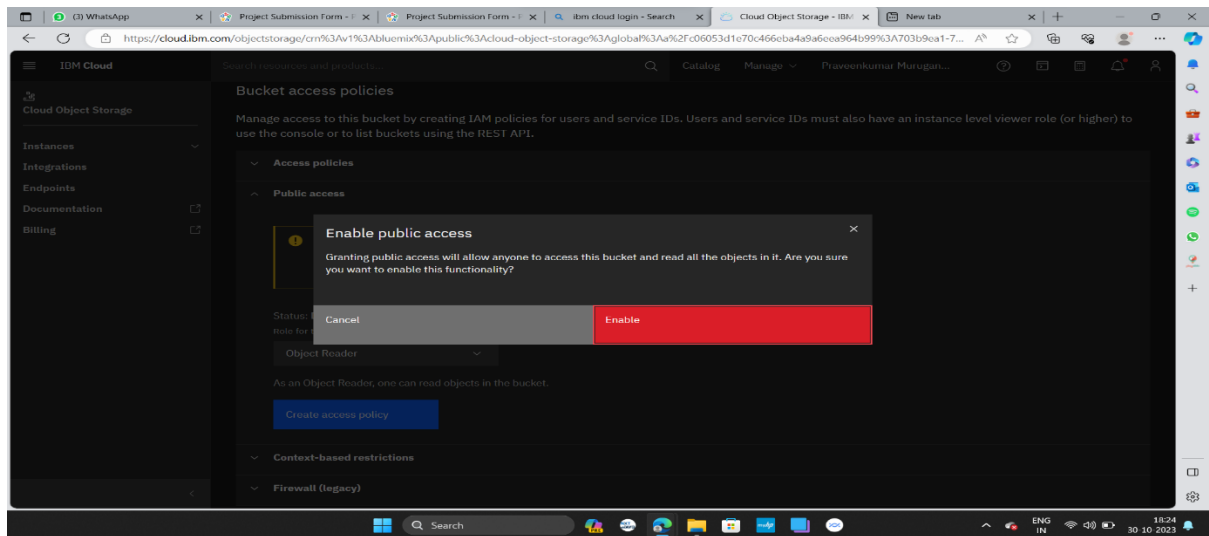 (3) WhatsApp
Project Submission Form - F
Project Submission Form - F
ibm cloud login - Search
Cloud Object Storage - IBM
New tab
https://cloud.ibm.com/objectstorage/crn%3Av1%3Abluemix%3Apublic%3Acloud-object-storage%3Aglobal%3Aa%2Fc06053d1e70c466eba4a9a6eea964b99%3A703b9ea1-7...
IBM Cloud
Search resources and products...
Catalog
Manage
Praveenkumar Murugan...
Cloud Object Storage
Instances
Integrations
Endpoints
Documentation
Billing
Bucket access policies
Manage access to this bucket by creating IAM policies for users and service IDs. Users and service IDs must also have an instance level viewer role (or higher) to
use the console or to list buckets using the REST API.
Access policies
Public access
Enable public access
Granting public access will allow anyone to access this bucket and read all the objects in it. Are you sure
you want to enable this functionality?
Cancel
Enable
Status:
Role for
Object Reader
As an Object Reader, one can read objects in the bucket.
Create access policy
Context-based restrictions
Firewall (legacy)
Search
ENG
IN
18:24
30-10-2023